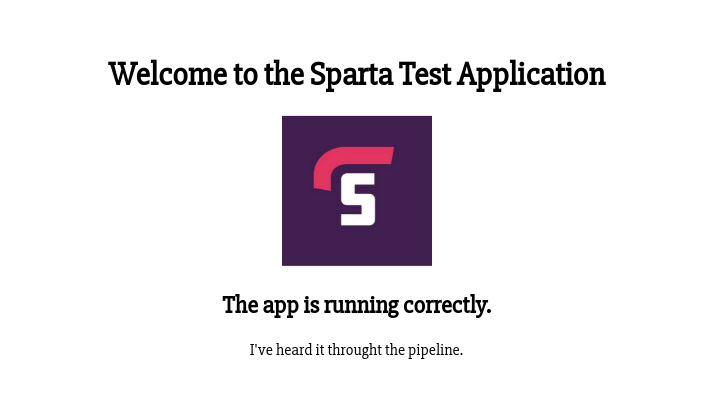 Welcome to the Sparta Test Application
S
The app is running correctly.
I've heard it throught the pipeline.